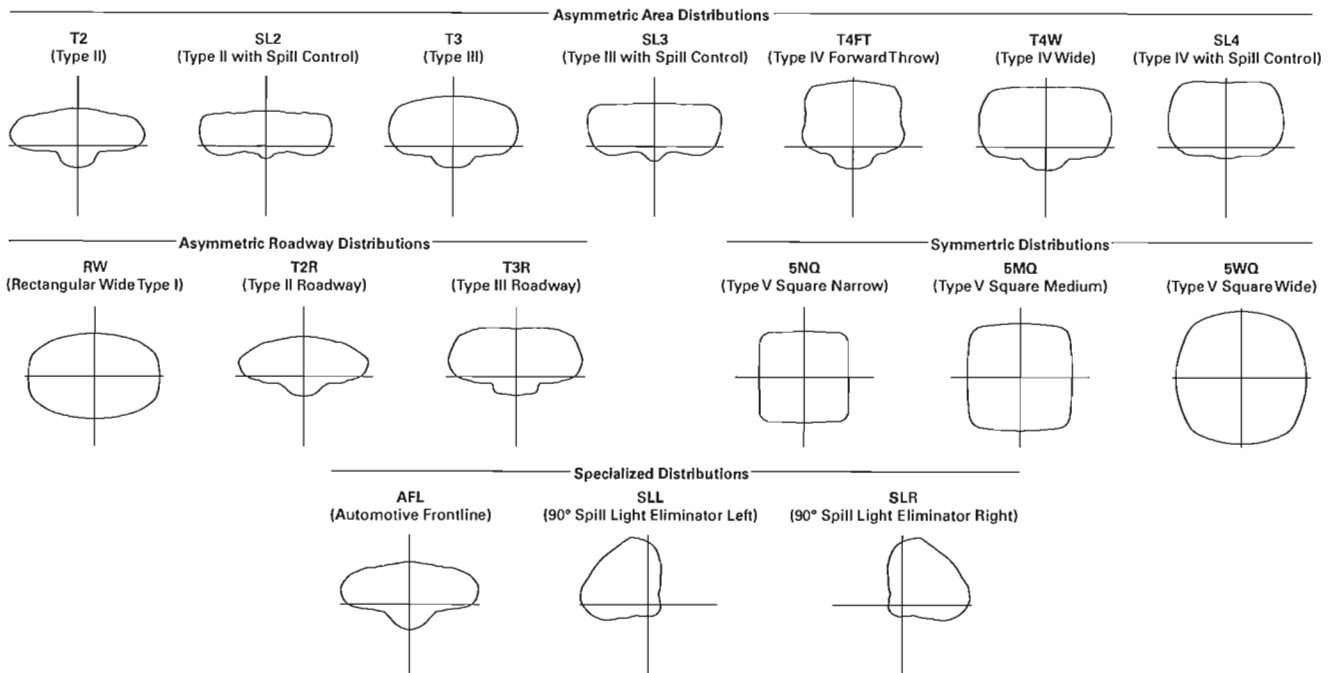 Asymmetric Area Distributions
T2
(Type II)
SL2
(Type II with Spill Control)
T3
(Type III)
SL3
(Type III with Spill Control)
T4FT
(Type IV Forward Throw)
T4W
(Type IV Wide)
SL4
(Type IV with Spill Control)
Asymmetric Roadway Distributions
RW
(Rectangular Wide Type I)
T2R
(Type II Roadway)
T3R
(Type III Roadway)
Symmertric Distributions
5NQ
(Type V Square Narrow)
5MQ
(Type V Square Medium)
5WQ
(Type V Square Wide)
Specialized Distributions
AFL
(Automotive Frontline)
SLL
(90° Spill Light Eliminator Left)
SLR
(90° Spill Light Eliminator Right)